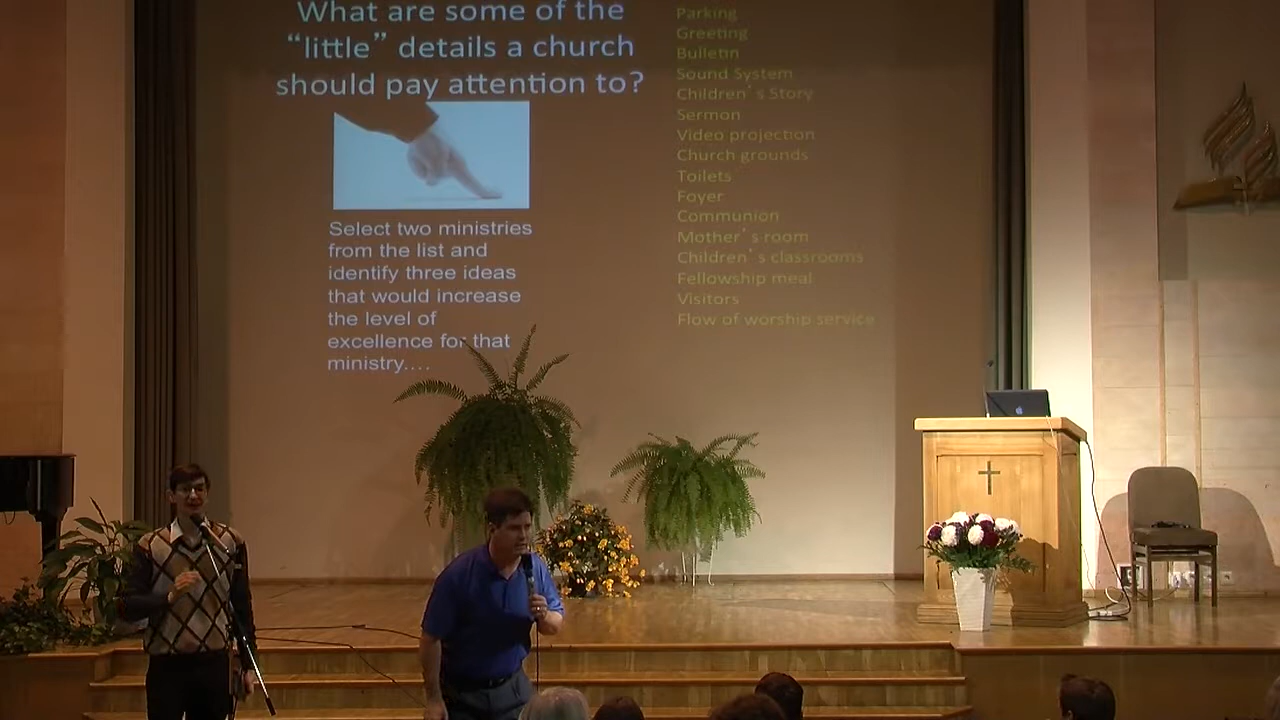 What are some of the
“little” details a church
should pay attention to?
Select two ministries
from the list and
identify three ideas
that would increase
the level of
excellence for that
ministry....
Parking
Greeting
Bulletin
Sound System
Children's Story
Sermon
Video projection
Church grounds
Toilets
Foyer
Communion
Mother's room
Children's classrooms
Fellowship meal
Visitors
Flow of worship service